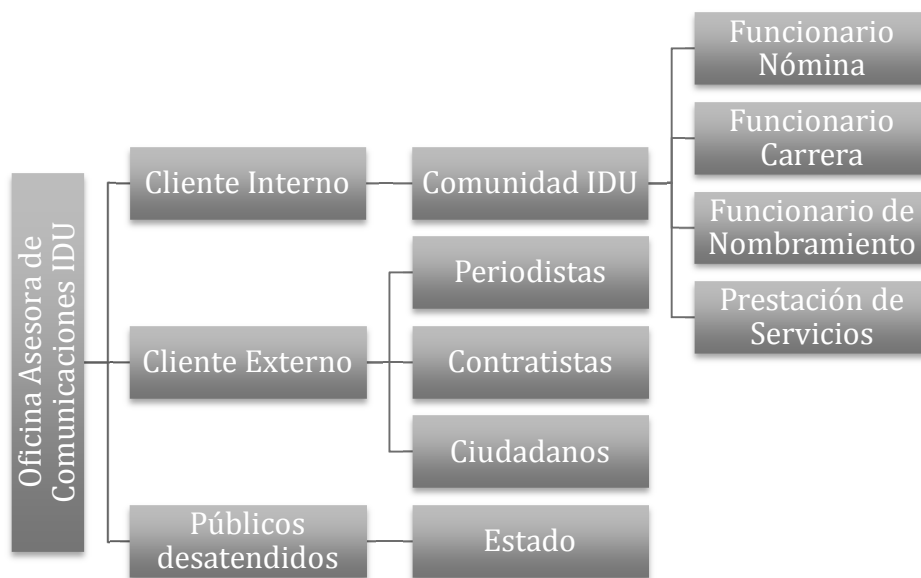 Oficina Asesora de
Comunicaciones IDU
Cliente Interno
Comunidad IDU
Funcionario
Nómina
Funcionario
Carrera
Funcionario de
Nombramiento
Prestación de
Servicios
Cliente Externo
Periodistas
Contratistas
Ciudadanos
Públicos
desatendidos
Estado